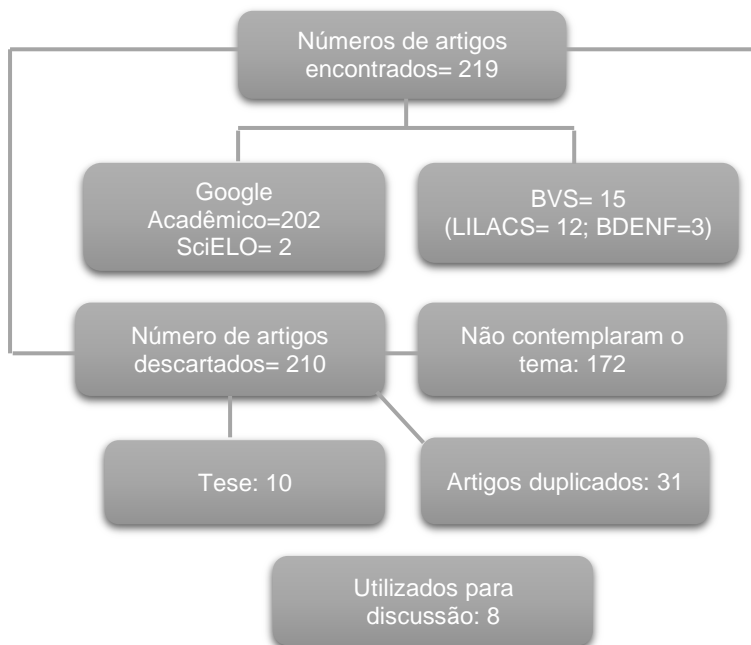 Números de artigos
encontrados= 219
Google
Acadêmico=202
SciELO= 2
BVS= 15
(LILACS= 12; BDENF=3)
Número de artigos
descartados= 210
Não contemplaram o
tema: 172
Tese: 10
Artigos duplicados: 31
Utilizados para
discussão: 8